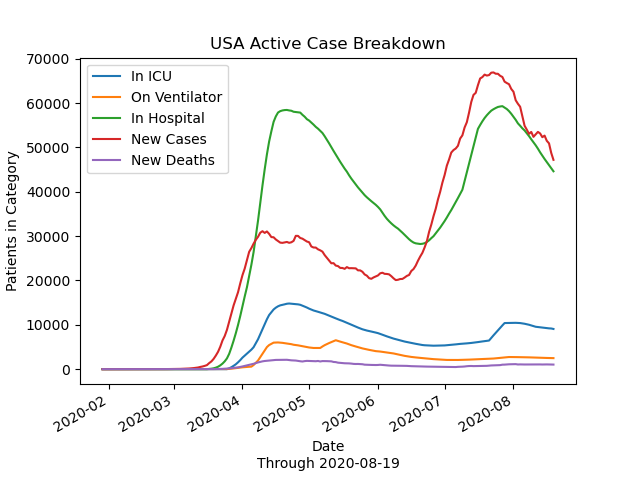 USA Active Case Breakdown
70000
60000
50000
40000
30000
20000
10000
0
Patients in Category
In ICU
On Ventilator
In Hospital
New Cases
New Deaths
2020-02
2020-03
2020-04
2020-05
2020-06
2020-07
2020-08
Date
Through 2020-08-19